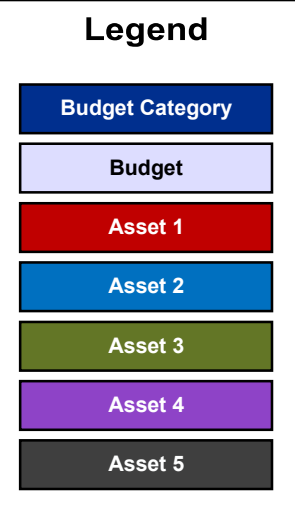 Legend
Budget Category
Budget
Asset 1
Asset 2
Asset 3
Asset 4
Asset 5